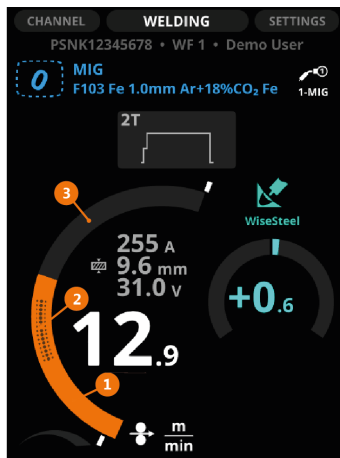 CHANNEL WELDING SETTINGS
PSNK12345678 • WF 1 • Demo User
0 MIG
F103 Fe 1.0mm Ar+18%CO₂ Fe
1
1-MIG
2T
3
WiseSteel
255 A
9.6 mm
31.0 V
+0.6
2
12.9
1
m
min